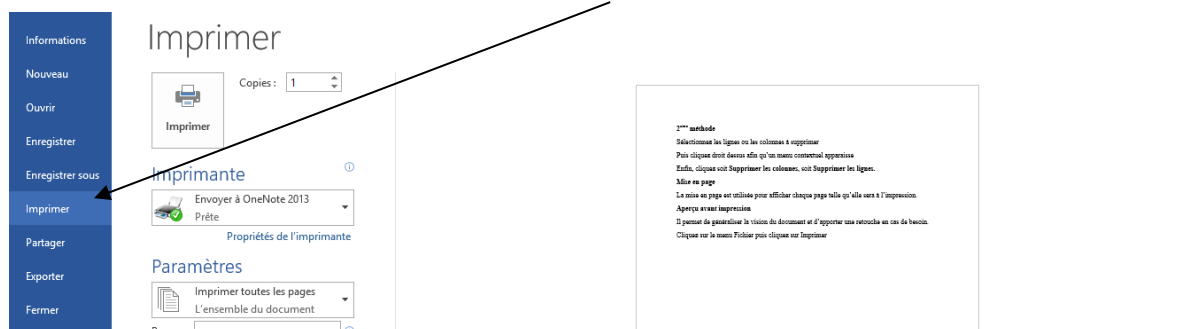 Informations
Nouveau
Ouvrir
Enregistrer
Enregistrer sous
Imprimer
Partager
Exporter
Fermer
Imprimer
Copies : 1
Imprimer
Imprimante
Envoyer à OneNote 2013
Prête
Propriétés de l'imprimante
Paramètres
Imprimer toutes les pages
L'ensemble du document
2ème méthode
Sélectionnez les lignes ou les colonnes à supprimer
Puis cliquez droit dessus afin qu'un menu contextuel apparaisse
Enfin, cliquez soit Supprimer les colonnes, soit Supprimer les lignes.
Mise en page
La mise en page est utilisée pour afficher chaque page telle qu'elle sera à l'impression.
Aperçu avant impression
Il permet de généraliser la vision du document et d'apporter une retouche en cas de besoin.
Cliquez sur le menu Fichier puis cliquez sur Imprimer